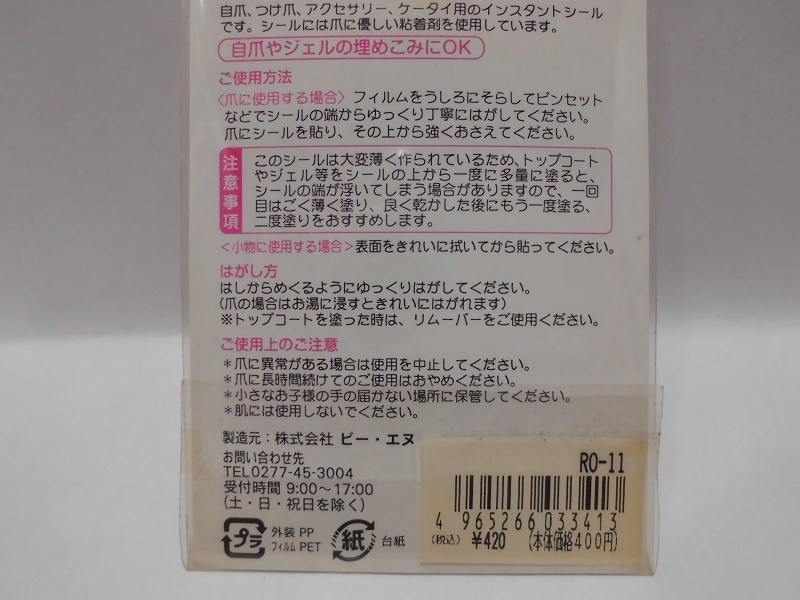 自爪、つけ爪、アクセサリー、ケータイ用のインスタントシール
です。シールには爪に優しい粘着剤を使用しています。
自爪やジェルの埋めこみにOK
ご使用方法
〈爪に使用する場合〉フィルムをうしろにそらしてピンセット
などでシールの端からゆっくり丁寧にはがしてください。
爪にシールを貼り、その上から強くおさえてください。
注意事項
このシールは大変薄く作られているため、トップコート
やジェル等をシールの上から一度に多量に塗ると、
シールの端が浮いてしまう場合がありますので、一回
目はごく薄く塗り、良く乾かした後にもう一度塗る、
二度塗りをおすすめします。
〈小物に使用する場合〉表面をきれいに拭いてから貼ってください。
はがし方
はしからめくるようにゆっくりはがしてください。
(爪の場合はお湯に浸すときれいにはがれます)
※トップコートを塗った時は、リムーバーをご使用ください。
ご使用上のご注意
＊爪に異常がある場合は使用を中止してください。
＊爪に長時間続けてのご使用はおやめください。
＊小さなお子様の手の届かない場所に保管してください。
＊肌には使用しないでください。
製造元：株式会社 ビー・エヌ
お問い合わせ先
TEL0277-45-3004
受付時間 9:00〜17:00
(土・日・祝日を除く)
プラ
外装 PP
フィルム PET
紙
台紙
RO-11
4 965266 033413
(税込) ¥420 (本体価格400円)